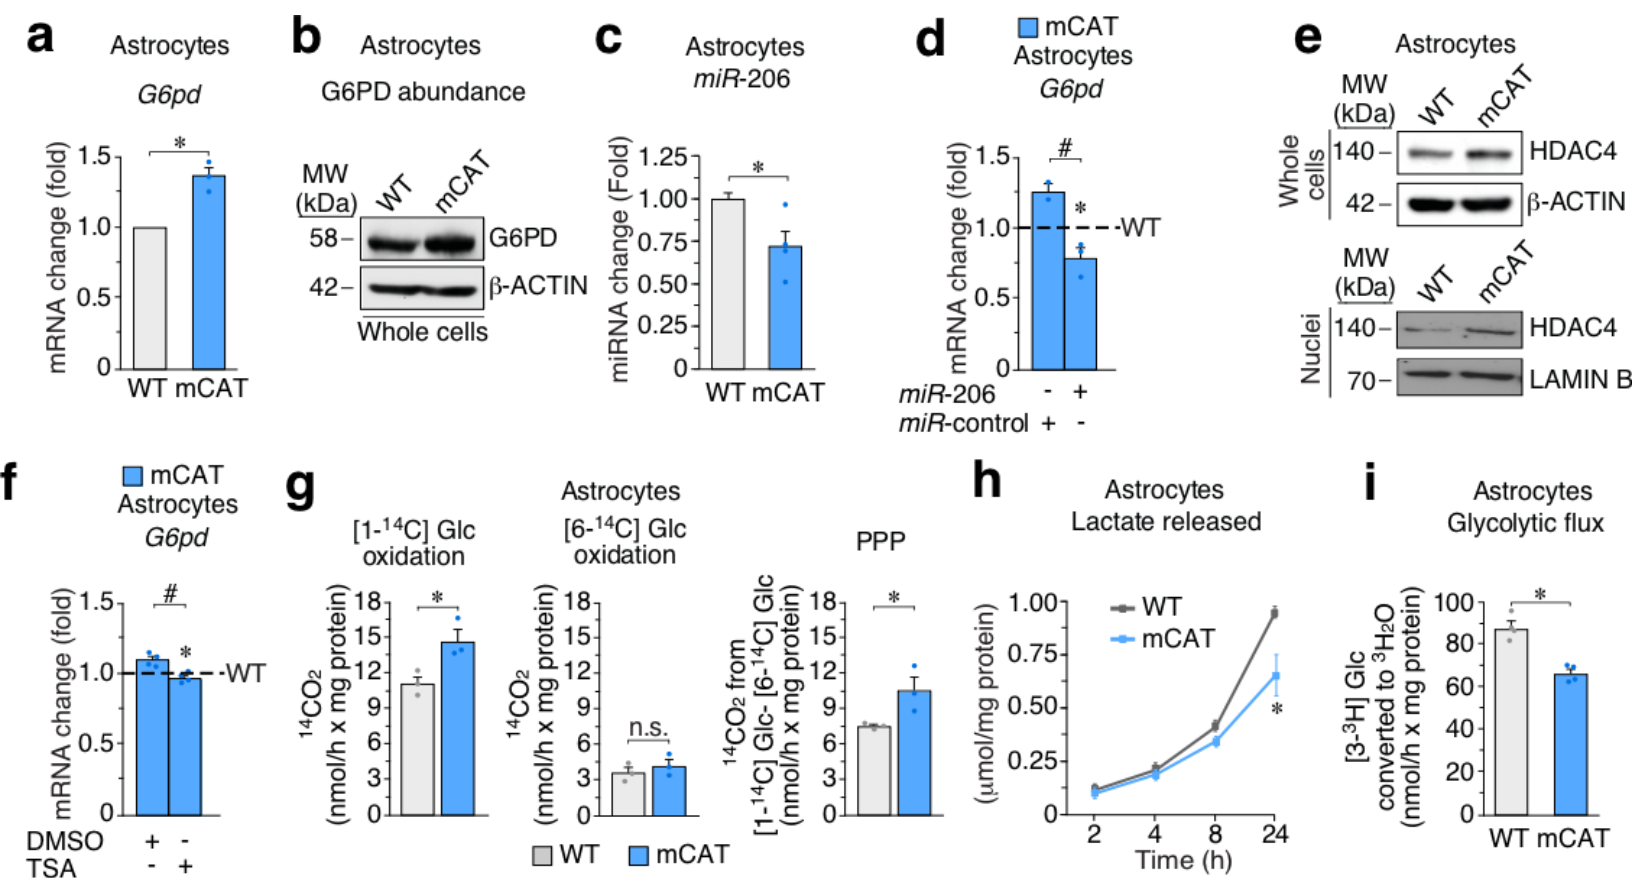 a
Astrocytes
G6pd
mRNA change (fold)
1.5
1.0
0.5
0
*
WT mCAT
b
Astrocytes
G6PD abundance
MW
(kDa)
WT
mCAT
58
G6PD
42
β-ACTIN
Whole cells
c
Astrocytes
miR-206
miRNA change (Fold)
1.25
1.00
0.75
0.50
0.25
0
*
WT mCAT
d
mCAT
Astrocytes
G6pd
mRNA change (fold)
1.5
1.0
0.5
0
#
*
WT
miR-206 - +
miR-control + -
e
Astrocytes
MW
(kDa)
WT
mCAT
Whole
cells
140
HDAC4
42
β-ACTIN
MW
(kDa)
WT
mCAT
Nuclei
140
HDAC4
70
LAMIN B
f
mCAT
Astrocytes
G6pd
mRNA change (fold)
1.5
1.0
0.5
0
#
*
WT
DMSO + -
TSA - +
g
Astrocytes
[1-14C] Glc
oxidation
14CO2
(nmol/h x mg protein)
18
15
12
9
6
3
0
*
[6-14C] Glc
oxidation
14CO2
(nmol/h x mg protein)
18
15
12
9
6
3
0
n.s.
PPP
14CO2 from
[1-14C] Glc- [6-14C] Glc
(nmol/h x mg protein)
18
15
12
9
6
3
0
*
WT mCAT
h
Astrocytes
Lactate released
(μmol/mg protein)
1.00
0.75
0.50
0.25
0
WT
mCAT
*
2 4 8 24
Time (h)
i
Astrocytes
Glycolytic flux
[3-3H] Glc
converted to 3H2O
(nmol/h x mg protein)
100
80
60
40
20
0
*
WT mCAT